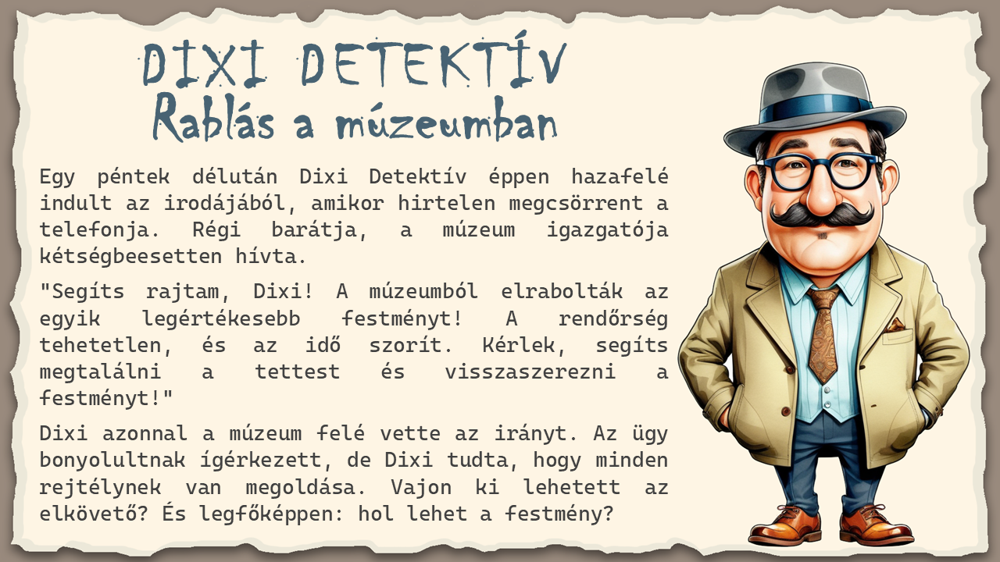 DIXI DETEKTÍV
Rablás a múzeumban
Egy péntek délután Dixi Detektív éppen hazafelé
indult az irodájából, amikor hirtelen megcsörrent a
telefonja. Régi barátja, a múzeum igazgatója
kétségbeesetten hívta.
"Segíts rajtam, Dixi! A múzeumból elrabolták az
egyik legértékesebb festményt! A rendőrség
tehetetlen, és az idő szorít. Kérlek, segíts
megtalálni a tettest és visszaszerezni a
festményt!"
Dixi azonnal a múzeum felé vette az irányt. Az ügy
bonyolultnak ígérkezett, de Dixi tudta, hogy minden
rejtélynek van megoldása. Vajon ki lehetett az
elkövető? És legfőképpen: hol lehet a festmény?